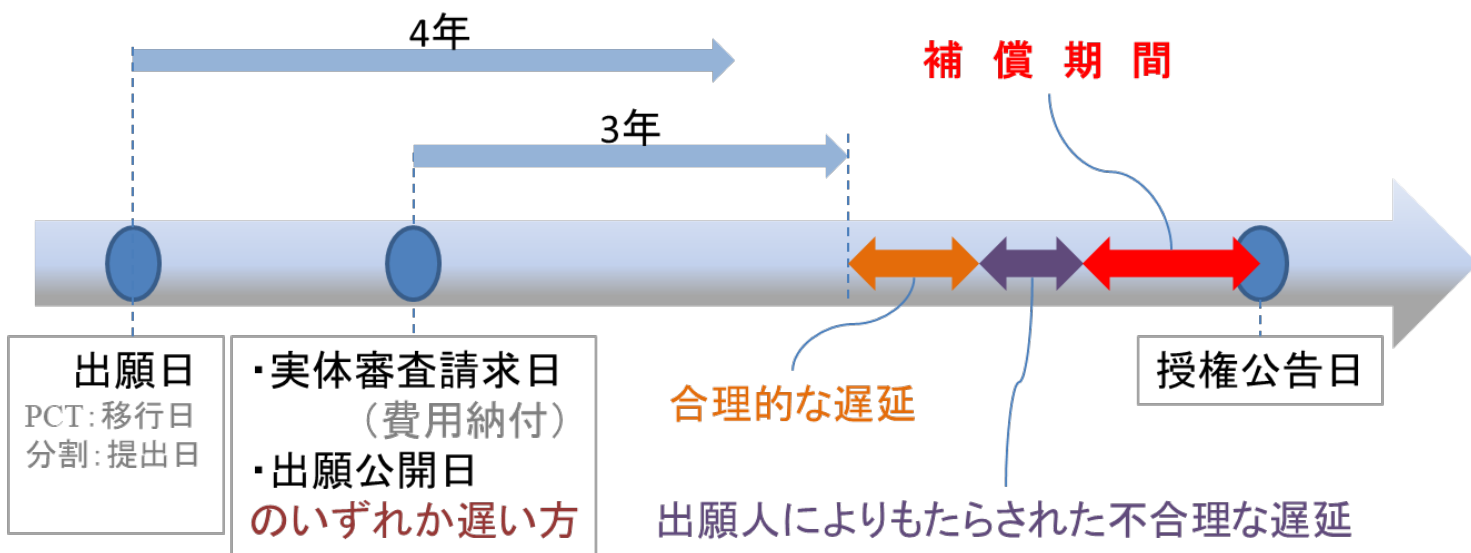 4年
補償期間
3年
出願日
PCT:移行日
分割:提出日
・実体審査請求日
（費用納付）
・出願公開日
のいずれか遅い方
合理的な遅延
出願人によりもたらされた不合理な遅延
授権公告日